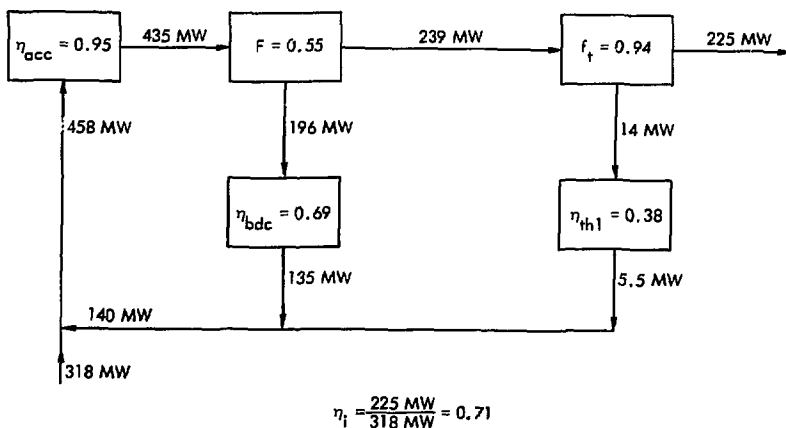 η_acc = 0.95
435 MW
F = 0.55
239 MW
f_t = 0.94
225 MW
458 MW
196 MW
14 MW
η_bdc = 0.69
η_th1 = 0.38
135 MW
5.5 MW
140 MW
318 MW
η_i = 225 MW / 318 MW = 0.71